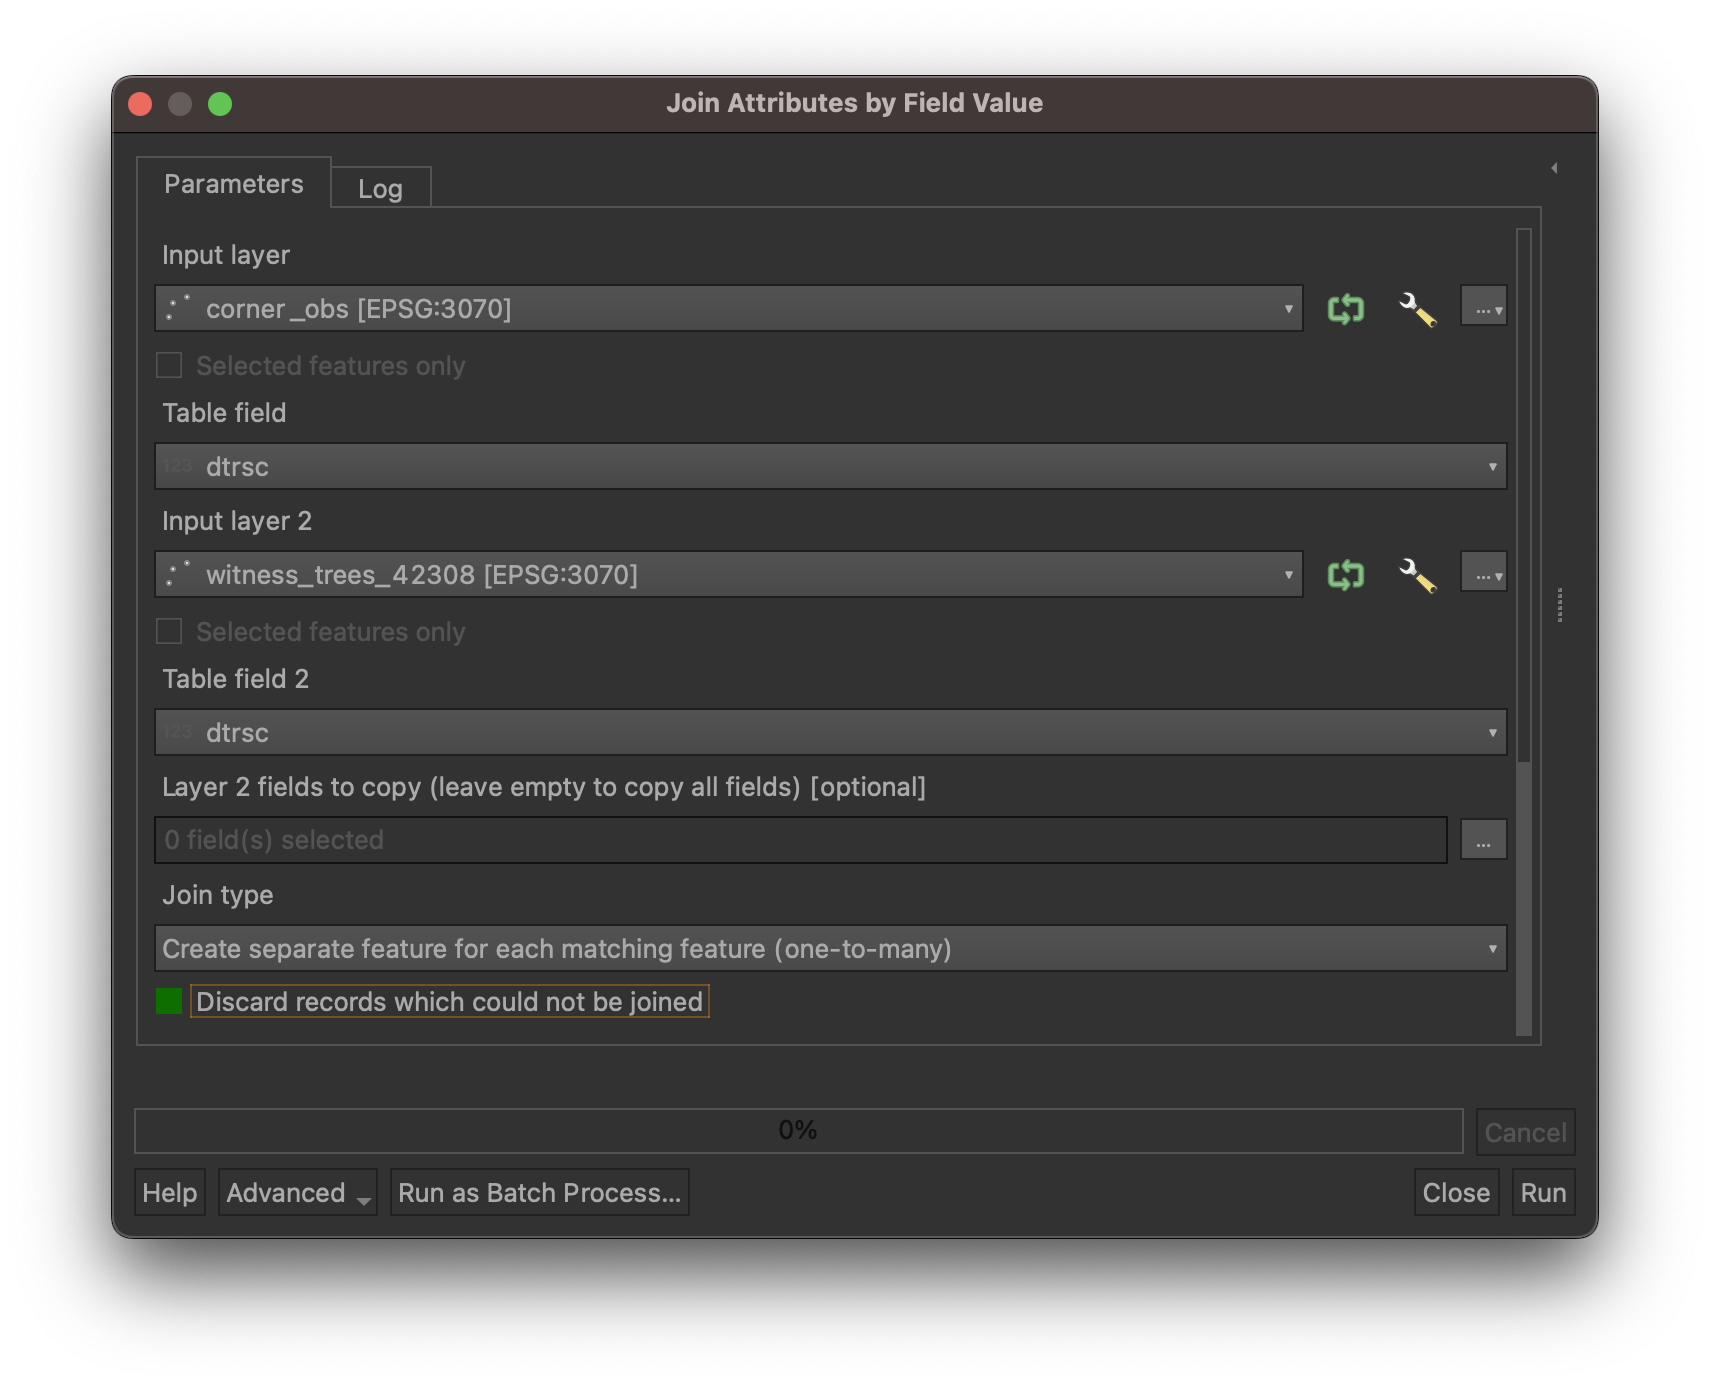 Join Attributes by Field Value
Parameters
Log
Input layer
corner_obs [EPSG:3070]
...
Selected features only
Table field
123 dtrsc
Input layer 2
witness_trees_42308 [EPSG:3070]
...
Selected features only
Table field 2
123 dtrsc
Layer 2 fields to copy (leave empty to copy all fields) [optional]
0 field(s) selected
...
Join type
Create separate feature for each matching feature (one-to-many)
Discard records which could not be joined
0%
Cancel
Help
Advanced
Run as Batch Process...
Close
Run